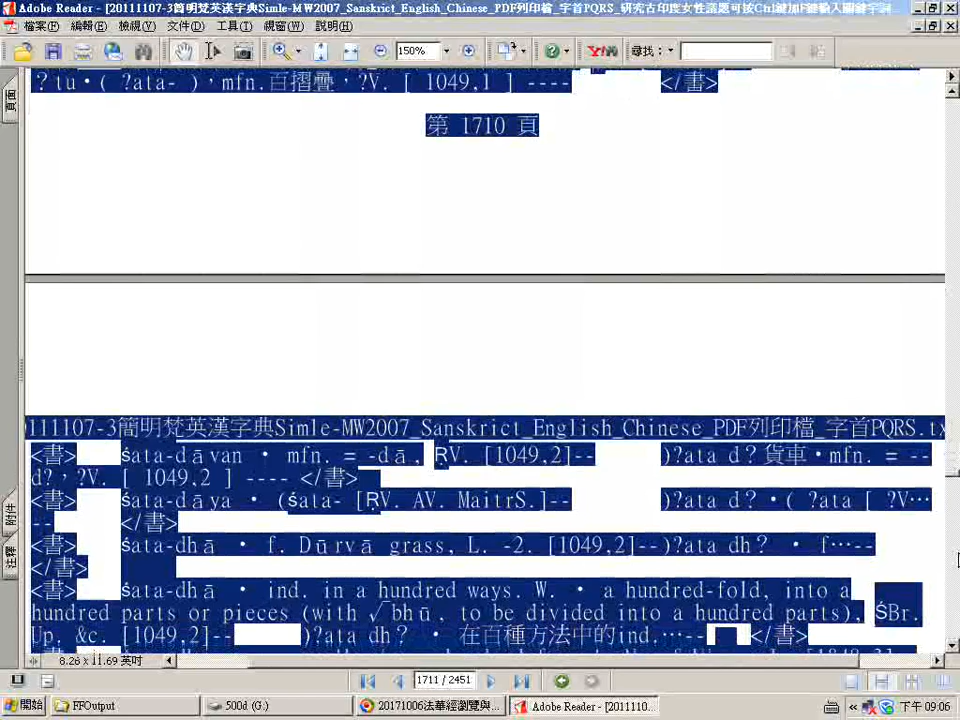 Adobe Reader - [20111107-3簡明梵英漢字典Simle-MW2007_Sanskrict_English_Chinese_PDF列印檔_字首PQRS_研究古印度女性議題可按Ctrl鍵加F鍵輸入關鍵字詞
檔案(F) 編輯(E) 檢視(V) 文件(D) 工具(T) 視窗(W) 說明(H)
150% Y! 尋找：
頁面
?tu・( ?ata- )，mfn.百摺疊，?V. [ 1049,1 ] ---- </書>
第 1710 頁
111107-3簡明梵英漢字典Simle-MW2007_Sanskrict_English_Chinese_PDF列印檔_字首PQRS.tx
<書> śata-dāvan • mfn. = -dā, ṚV. [1049,2]-- )?ata d？貨車・mfn. = --
d?，?V. [ 1049,2 ] ---- </書>
<書> śata-dāya • (śata- [ṚV. AV. MaitrS.]-- )?ata d？・( ?ata [ ?V…
-- </書>
<書> śata-dhā • f. Dūrvā grass, L. -2. [1049,2]--)?ata dh？ • f…--
</書>
<書> śata-dhā • ind. in a hundred ways. W. • a hundred-fold, into a
hundred parts or pieces (with √bhū, to be divided into a hundred parts), ŚBr.
Up. &c. [1049,2]-- )?ata dh？ • 在百種方法中的ind.…-- </書>
附件
注釋
8.26 x 11.69 英吋
1711 / 2451
開始 FFOutput 500d (G:) 20171006法華經瀏覽與... Adobe Reader - [2011110... 下午 09:06